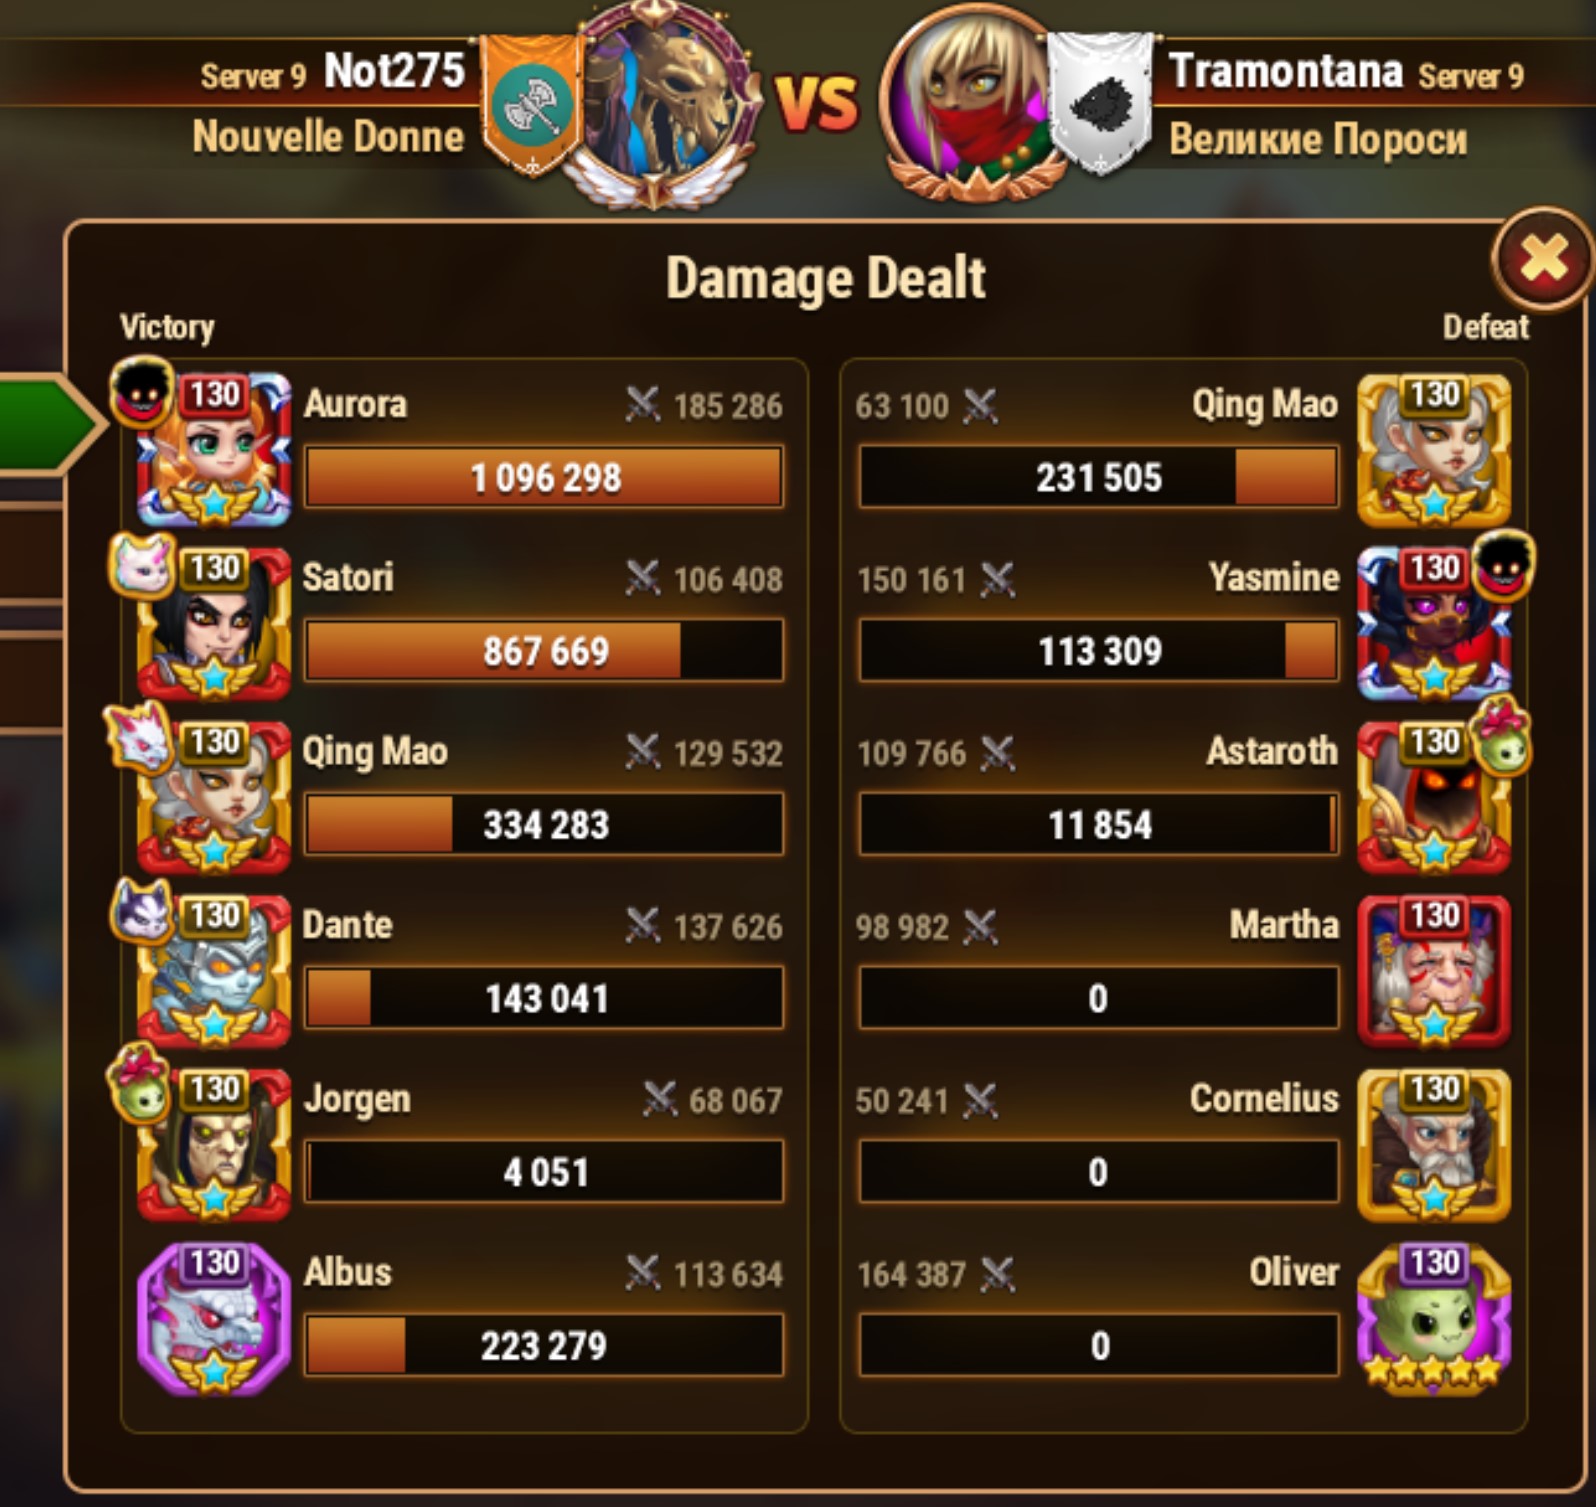 Server 9 Not275
Nouvelle Donne
VS
Tramontana Server 9
Великие Пороси
Damage Dealt
Victory
Defeat
130 Aurora 185 286
1 096 298
63 100 Qing Mao 130
231 505
130 Satori 106 408
867 669
150 161 Yasmine 130
113 309
130 Qing Mao 129 532
334 283
109 766 Astaroth 130
11 854
130 Dante 137 626
143 041
98 982 Martha 130
0
130 Jorgen 68 067
4 051
50 241 Cornelius 130
0
130 Albus 113 634
223 279
164 387 Oliver 130
0